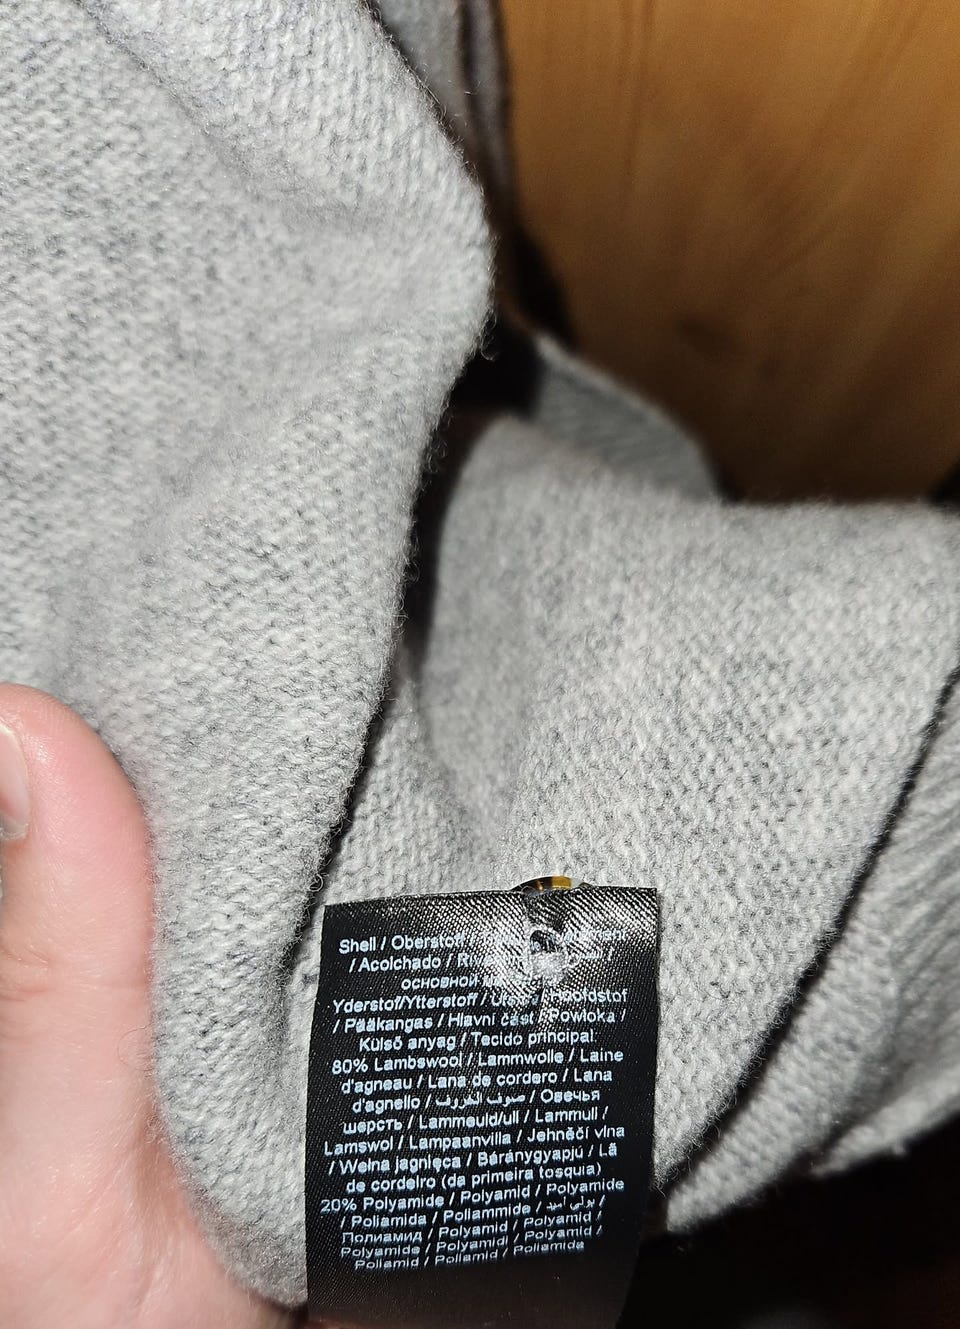 Shell / Oberstoff /
/ Acolchado /
основной
Yderstof/Ytterstoff / / Hoofdstof
/ Pääkangas / Hlavní část / Powłoka /
Külső anyag / Tecido principal
80% Lambswool / Lammwolle / Laine
d'agneau / Lana de cordero / Lana
d'agnello / صوف الخروف / Овечья
шерсть / Lammeuld/ull / Lammull /
Lamswol / Lampaanvilla / Jehněčí vlna
/ Wełna jagnięca / Báránygyapjú / Lã
de cordeiro (da primeira tosquia)
20% Polyamide / Polyamid / Polyamide
/ Poliamida / Poliammide / بولي أميد /
Полиамид / Polyamid / Polyamid /
Polyamide / Polyamidi / Polyamid /
Poliamid / Poliamid / Poliamida